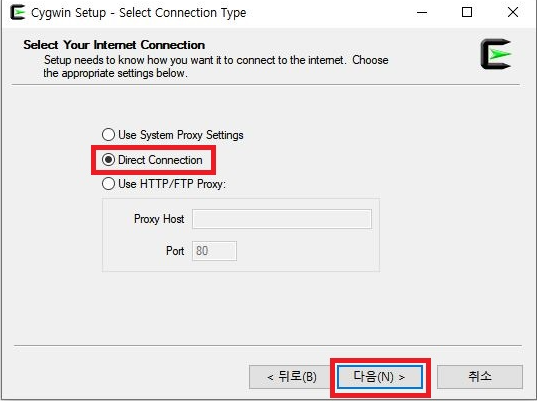 Cygwin Setup - Select Connection Type
Select Your Internet Connection
Setup needs to know how you want it to connect to the internet. Choose
the appropriate settings below.
Use System Proxy Settings
Direct Connection
Use HTTP/FTP Proxy:
Proxy Host
Port 80
< 뒤로(B) 다음(N) > 취소